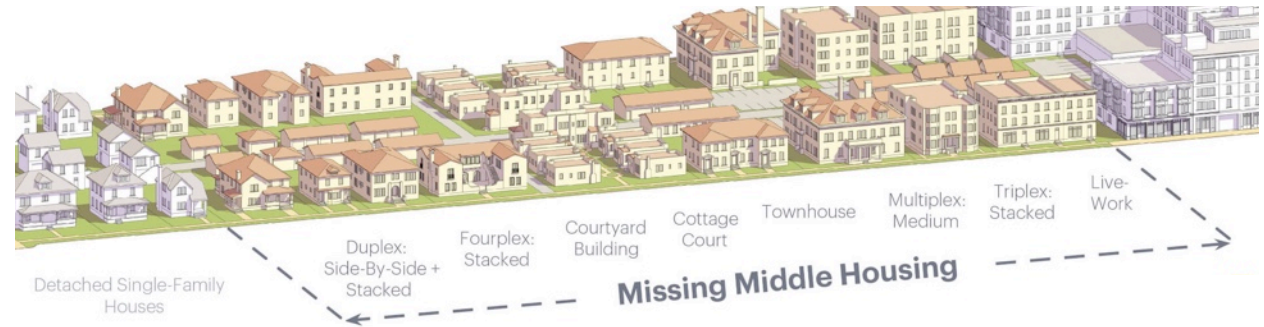 Detached Single-Family
Houses
Duplex:
Side-By-Side +
Stacked
Fourplex:
Stacked
Courtyard
Building
Cottage
Court
Townhouse
Multiplex:
Medium
Triplex:
Stacked
Live-
Work
Missing Middle Housing